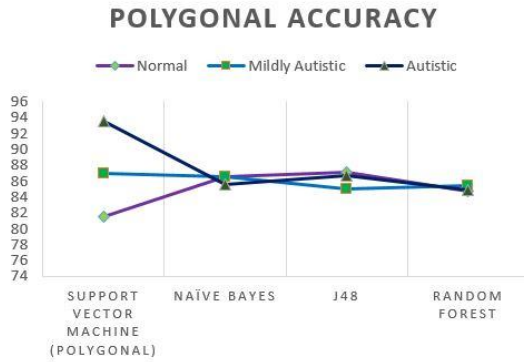 POLYGONAL ACCURACY
Normal Mildly Autistic Autistic
96
94
92
90
88
86
84
82
80
78
76
74
SUPPORT VECTOR MACHINE (POLYGONAL)
NAÏVE BAYES
J48
RANDOM FOREST